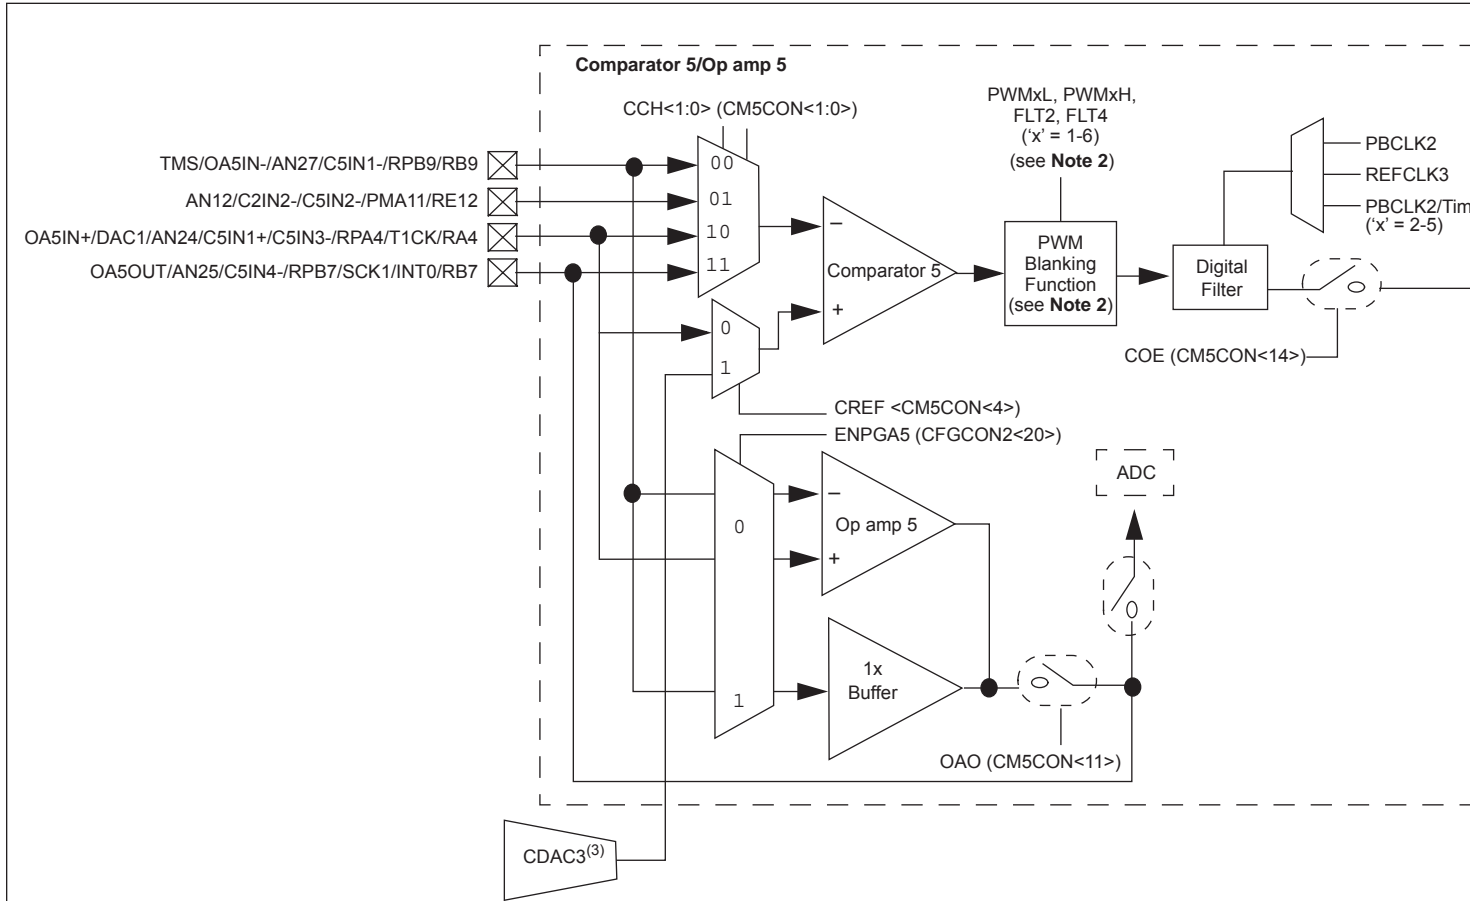 Comparator 5/Op amp 5
CCH<1:0> (CM5CON<1:0>)
PWMxL, PWMxH,
FLT2, FLT4
(‘x’ = 1-6)
(see Note 2)
TMS/OA5IN-/AN27/C5IN1-/RPB9/RB9
AN12/C2IN2-/C5IN2-/PMA11/RE12
OA5IN+/DAC1/AN24/C5IN1+/C5IN3-/RPA4/T1CK/RA4
OA5OUT/AN25/C5IN4-/RPB7/SCK1/INT0/RB7
00
01
10
11
–
Comparator 5
+
PWM
Blanking
Function
(see Note 2)
Digital
Filter
PBCLK2
REFCLK3
PBCLK2/Tim
(‘x’ = 2-5)
0
1
COE (CM5CON<14>)
CREF <CM5CON<4>)
ENPGA5 (CFGCON2<20>)
0
1
–
Op amp 5
+
ADC
1x
Buffer
OAO (CM5CON<11>)
CDAC3(3)